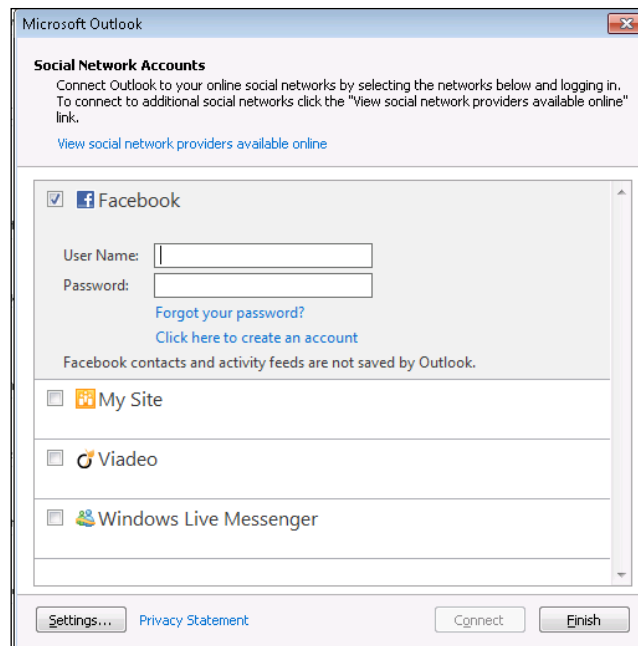 Microsoft Outlook
Social Network Accounts
Connect Outlook to your online social networks by selecting the networks below and logging in.
To connect to additional social networks click the "View social network providers available online"
link.
View social network providers available online
Facebook
User Name:
Password:
Forgot your password?
Click here to create an account
Facebook contacts and activity feeds are not saved by Outlook.
My Site
Viadeo
Windows Live Messenger
Settings... Privacy Statement Connect Finish